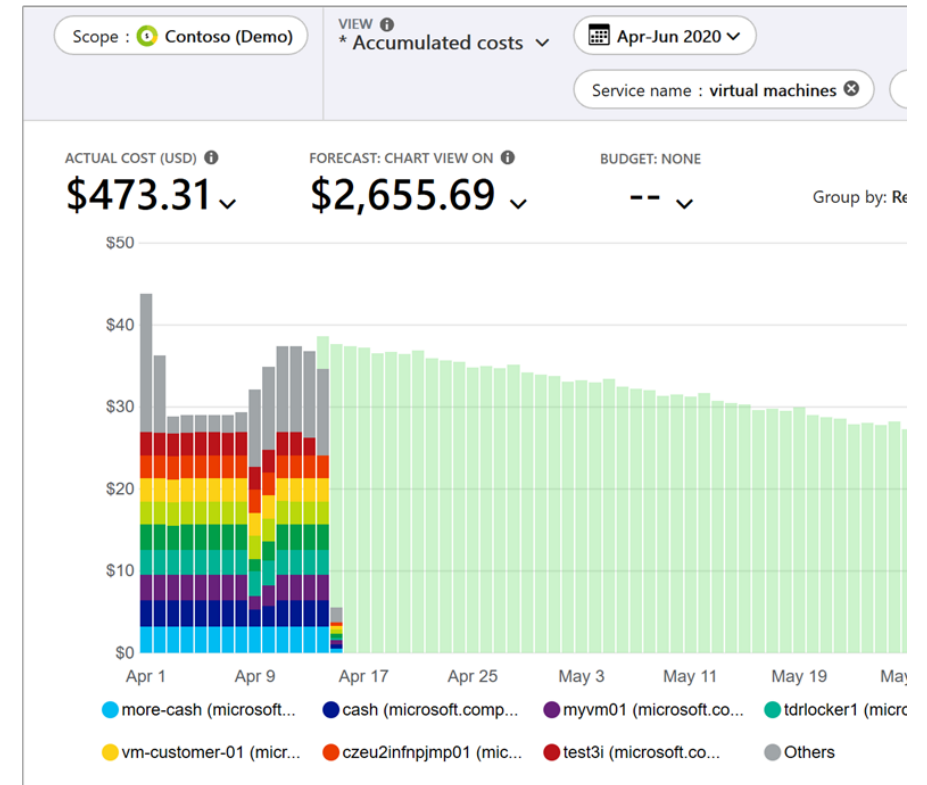 Scope : Contoso (Demo)
VIEW
* Accumulated costs
Apr-Jun 2020
Service name : virtual machines
ACTUAL COST (USD)
$473.31
FORECAST: CHART VIEW ON
$2,655.69
BUDGET: NONE
--
Group by: Re
$50
$40
$30
$20
$10
$0
Apr 1 Apr 9 Apr 17 Apr 25 May 3 May 11 May 19 May
more-cash (microsoft... cash (microsoft.comp... myvm01 (microsoft.co... tdrlocker1 (micro
vm-customer-01 (micr... czeu2infnpjmp01 (mic... test3i (microsoft.co... Others